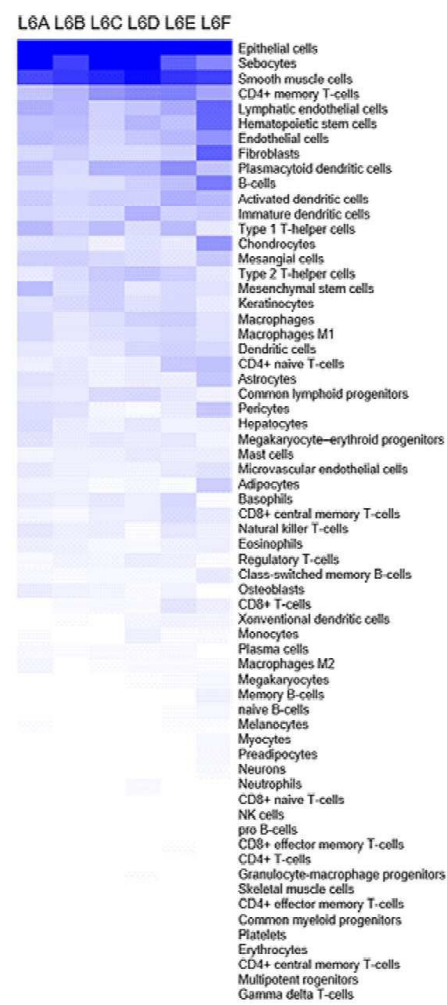 L6A L6B L6C L6D L6E L6F
Epithelial cells
Sebocytes
Smooth muscle cells
CD4+ memory T-cells
Lymphatic endothelial cells
Hematopoietic stem cells
Endothelial cells
Fibroblasts
Plasmacytoid dendritic cells
B-cells
Activated dendritic cells
Immature dendritic cells
Type 1 T-helper cells
Chondrocytes
Mesangial cells
Type 2 T-helper cells
Mesenchymal stem cells
Keratinocytes
Macrophages
Macrophages M1
Dendritic cells
CD4+ naive T-cells
Astrocytes
Common lymphoid progenitors
Pericytes
Hepatocytes
Megakaryocyte–erythroid progenitors
Mast cells
Microvascular endothelial cells
Adipocytes
Basophils
CD8+ central memory T-cells
Natural killer T-cells
Eosinophils
Regulatory T-cells
Class-switched memory B-cells
Osteoblasts
CD8+ T-cells
Xonventional dendritic cells
Monocytes
Plasma cells
Macrophages M2
Megakaryocytes
Memory B-cells
naive B-cells
Melanocytes
Myocytes
Preadipocytes
Neurons
Neutrophils
CD8+ naive T-cells
NK cells
pro B-cells
CD8+ effector memory T-cells
CD4+ T-cells
Granulocyte-macrophage progenitors
Skeletal muscle cells
CD4+ effector memory T-cells
Common myeloid progenitors
Platelets
Erythrocytes
CD4+ central memory T-cells
Multipotent rogenitors
Gamma delta T-cells